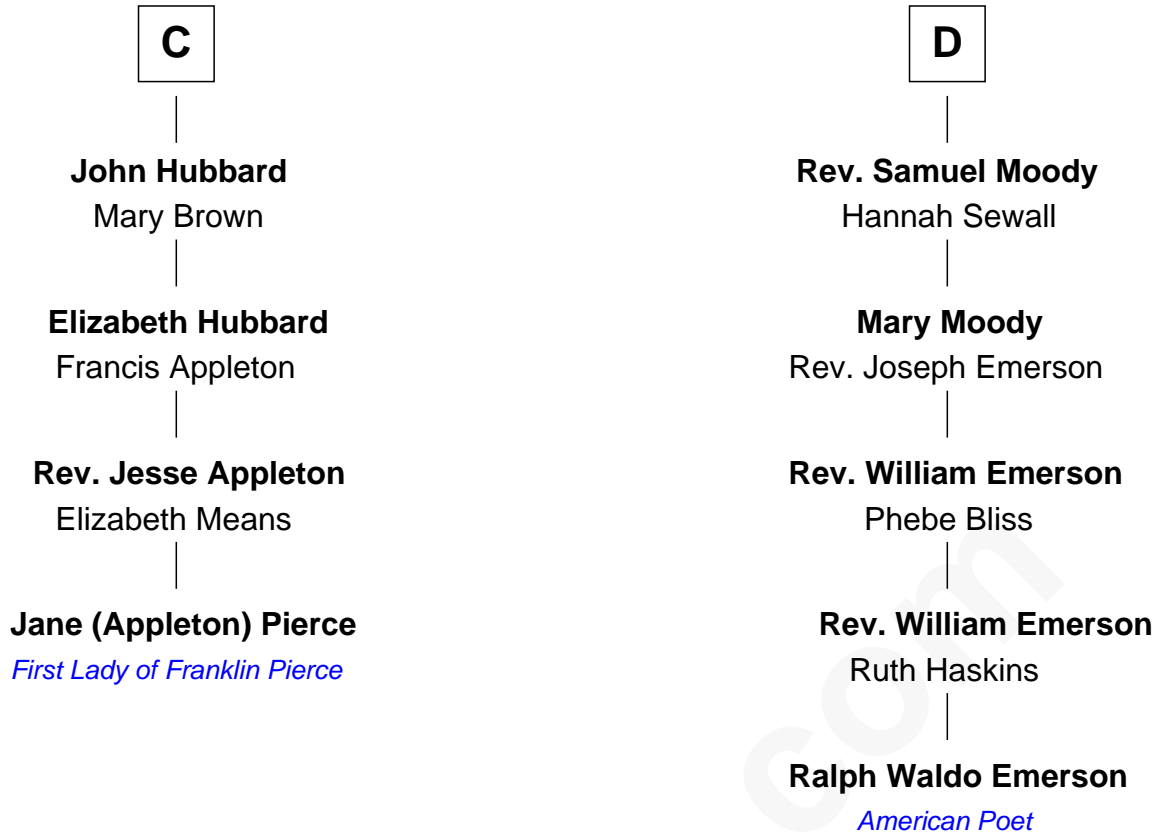 C
John Hubbard
Mary Brown
Elizabeth Hubbard
Francis Appleton
Rev. Jesse Appleton
Elizabeth Means
Jane (Appleton) Pierce
First Lady of Franklin Pierce
D
Rev. Samuel Moody
Hannah Sewall
Mary Moody
Rev. Joseph Emerson
Rev. William Emerson
Phebe Bliss
Rev. William Emerson
Ruth Haskins
Ralph Waldo Emerson
American Poet
com